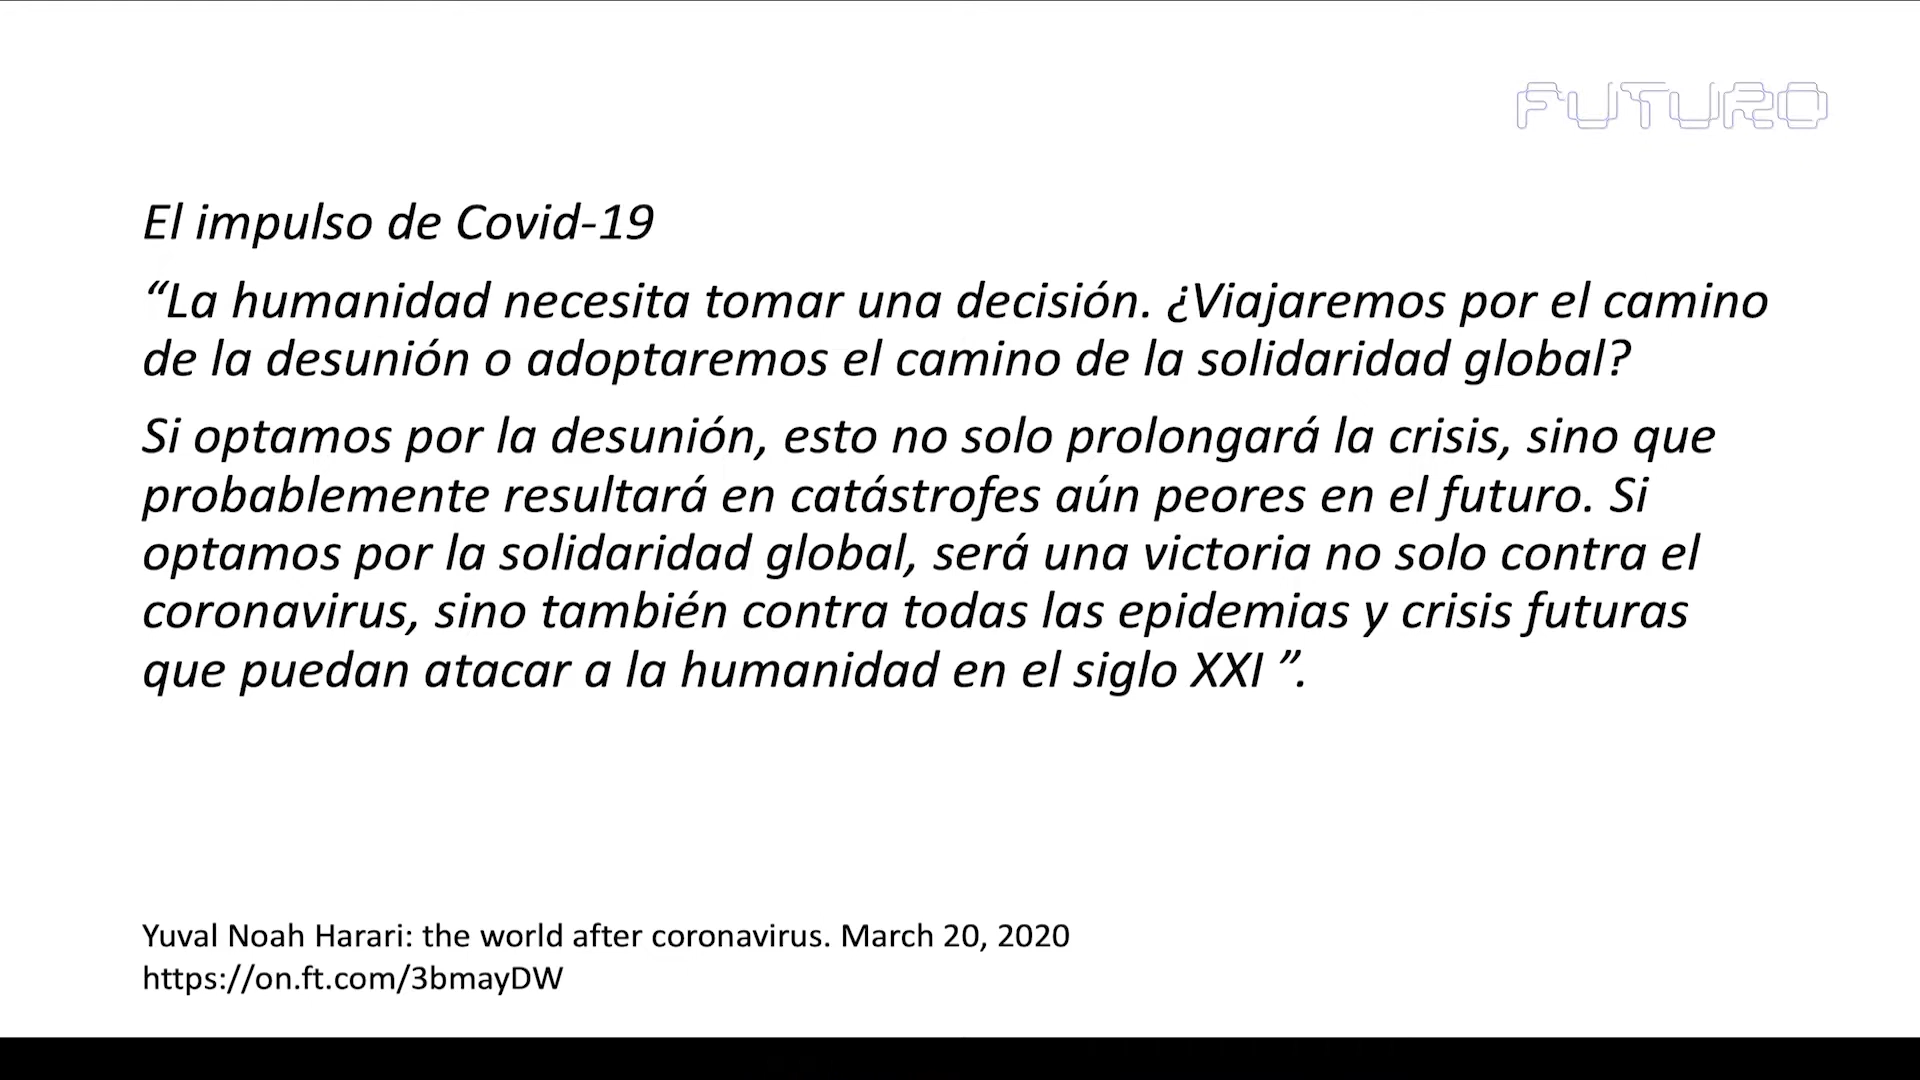 FUTURO
El impulso de Covid-19
“La humanidad necesita tomar una decisión. ¿Viajaremos por el camino
de la desunión o adoptaremos el camino de la solidaridad global?
Si optamos por la desunión, esto no solo prolongará la crisis, sino que
probablemente resultará en catástrofes aún peores en el futuro. Si
optamos por la solidaridad global, será una victoria no solo contra el
coronavirus, sino también contra todas las epidemias y crisis futuras
que puedan atacar a la humanidad en el siglo XXI ”.
Yuval Noah Harari: the world after coronavirus. March 20, 2020
https://on.ft.com/3bmayDW